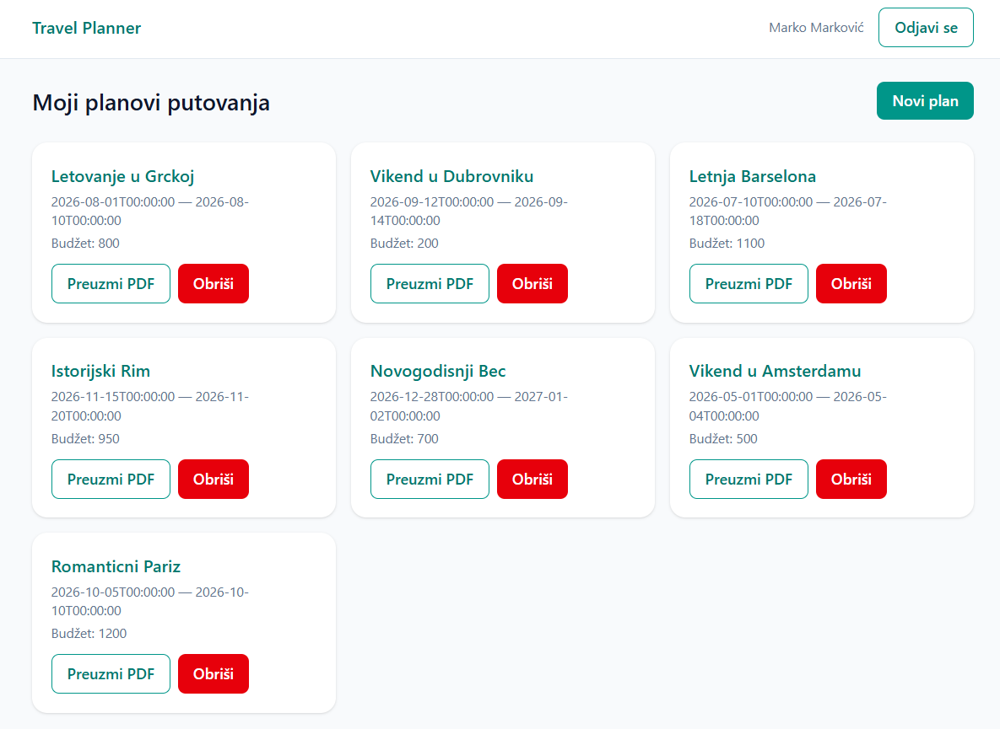 Travel Planner
Marko Marković
Odjavi se
Moji planovi putovanja
Novi plan
Letovanje u Grckoj
2026-08-01T00:00:00 — 2026-08-
10T00:00:00
Budžet: 800
Preuzmi PDF
Obriši
Vikend u Dubrovniku
2026-09-12T00:00:00 — 2026-09-
14T00:00:00
Budžet: 200
Preuzmi PDF
Obriši
Letnja Barselona
2026-07-10T00:00:00 — 2026-07-
18T00:00:00
Budžet: 1100
Preuzmi PDF
Obriši
Istorijski Rim
2026-11-15T00:00:00 — 2026-11-
20T00:00:00
Budžet: 950
Preuzmi PDF
Obriši
Novogodisnji Bec
2026-12-28T00:00:00 — 2027-01-
02T00:00:00
Budžet: 700
Preuzmi PDF
Obriši
Vikend u Amsterdamu
2026-05-01T00:00:00 — 2026-05-
04T00:00:00
Budžet: 500
Preuzmi PDF
Obriši
Romanticni Pariz
2026-10-05T00:00:00 — 2026-10-
10T00:00:00
Budžet: 1200
Preuzmi PDF
Obriši